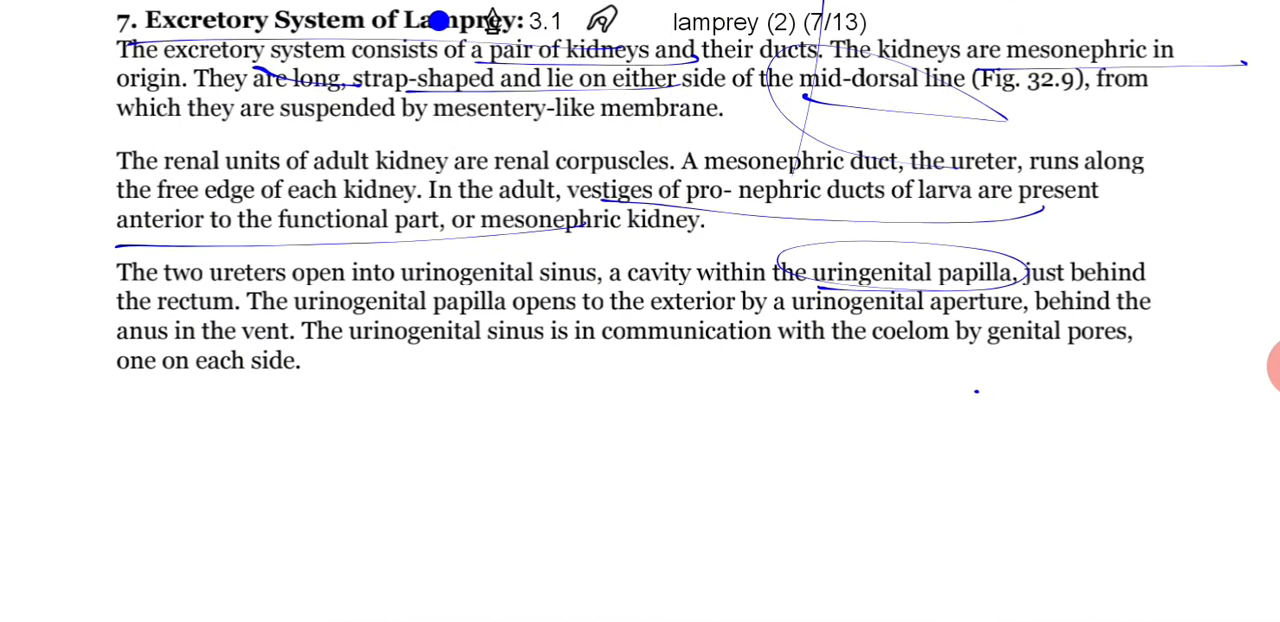 7. Excretory System of Lamprey: 3.1 lamprey (2) (7/13)
The excretory system consists of a pair of kidneys and their ducts. The kidneys are mesonephric in
origin. They are long, strap-shaped and lie on either side of the mid-dorsal line (Fig. 32.9), from
which they are suspended by mesentery-like membrane.
The renal units of adult kidney are renal corpuscles. A mesonephric duct, the ureter, runs along
the free edge of each kidney. In the adult, vestiges of pro- nephric ducts of larva are present
anterior to the functional part, or mesonephric kidney.
The two ureters open into urinogenital sinus, a cavity within the uringenital papilla, just behind
the rectum. The urinogenital papilla opens to the exterior by a urinogenital aperture, behind the
anus in the vent. The urinogenital sinus is in communication with the coelom by genital pores,
one on each side.